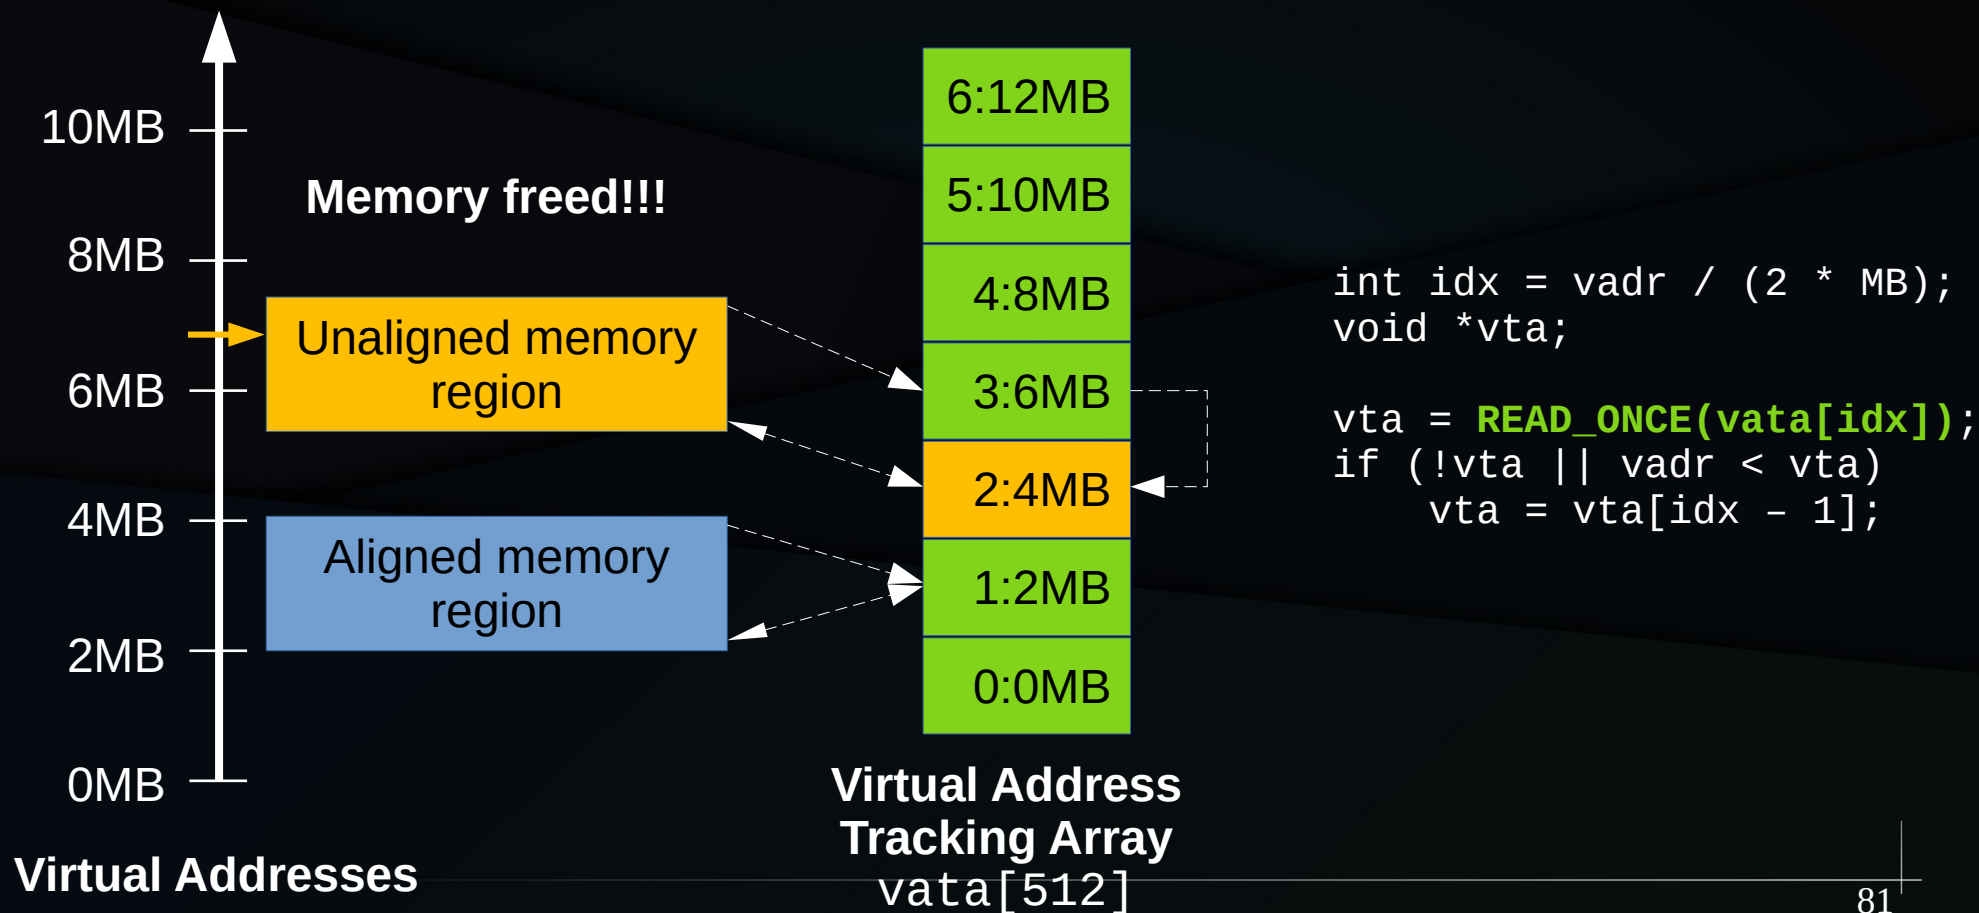 10MB
8MB
6MB
4MB
2MB
0MB
Virtual Addresses
Memory freed!!!
Unaligned memory
region
Aligned memory
region
6:12MB
5:10MB
4:8MB
3:6MB
2:4MB
1:2MB
0:0MB
Virtual Address
Tracking Array
vata[512]
int idx = vadr / (2 * MB);
void *vta;
vta = READ_ONCE(vata[idx]);
if (!vta || vadr < vta)
    vta = vta[idx – 1];
81